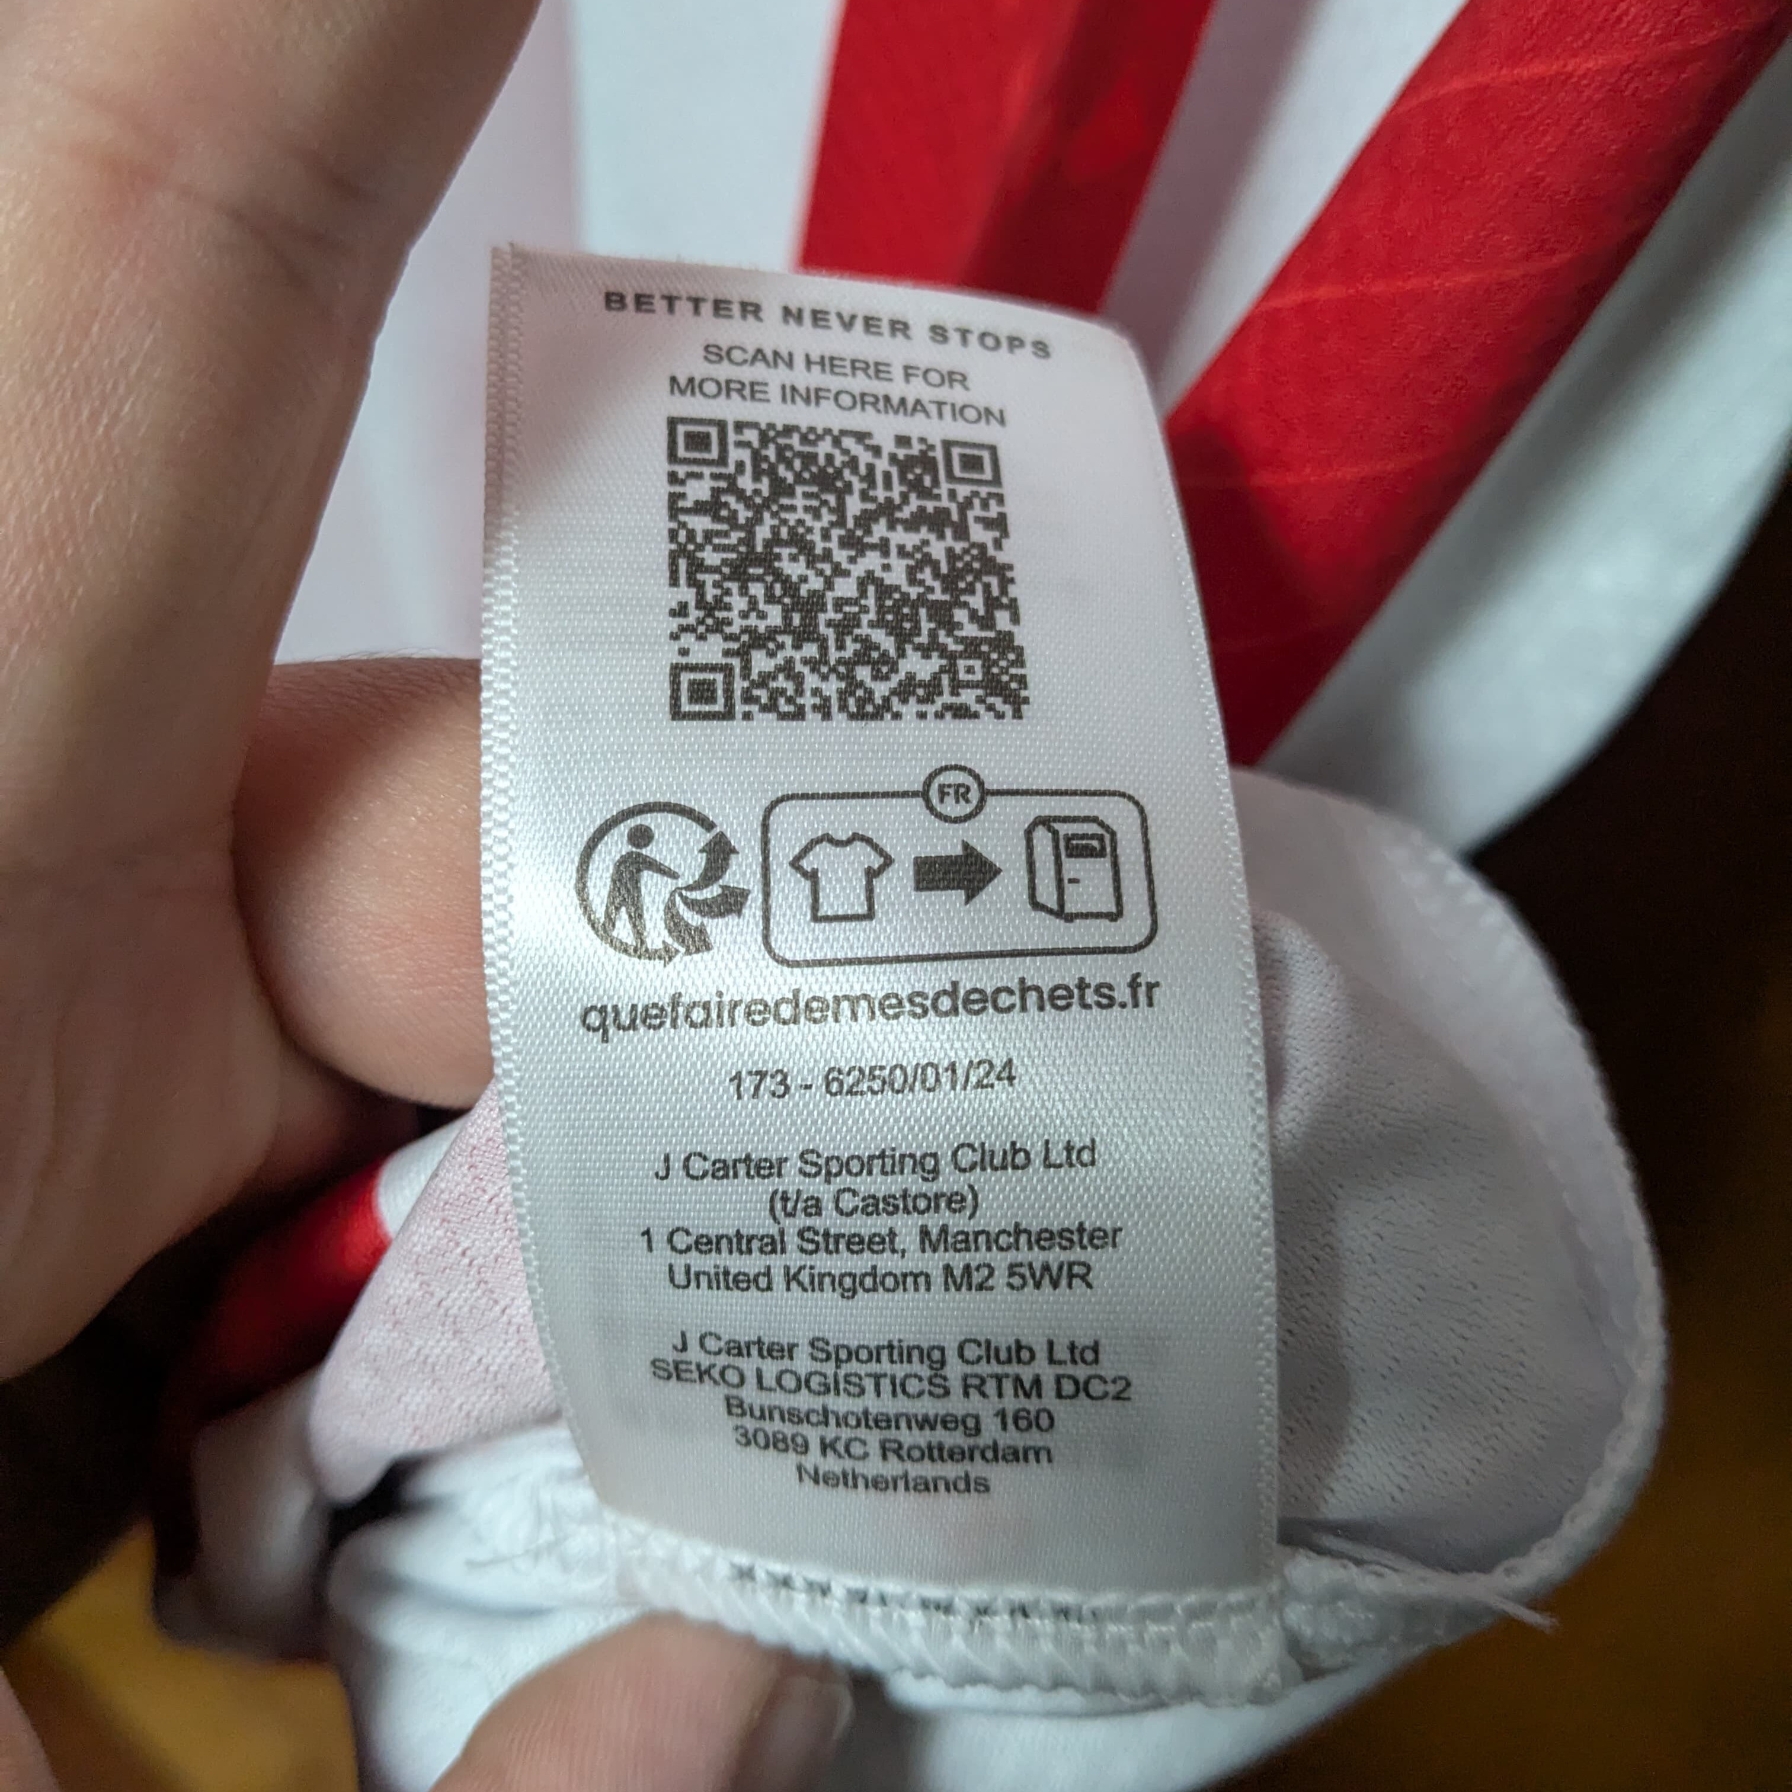 BETTER NEVER STOPS
SCAN HERE FOR
MORE INFORMATION
FR
quefairedemesdechets.fr
173 - 6250/01/24
J Carter Sporting Club Ltd
(t/a Castore)
1 Central Street, Manchester
United Kingdom M2 5WR
J Carter Sporting Club Ltd
SEKO LOGISTICS RTM DC2
Bunschotenweg 160
3089 KC Rotterdam
Netherlands